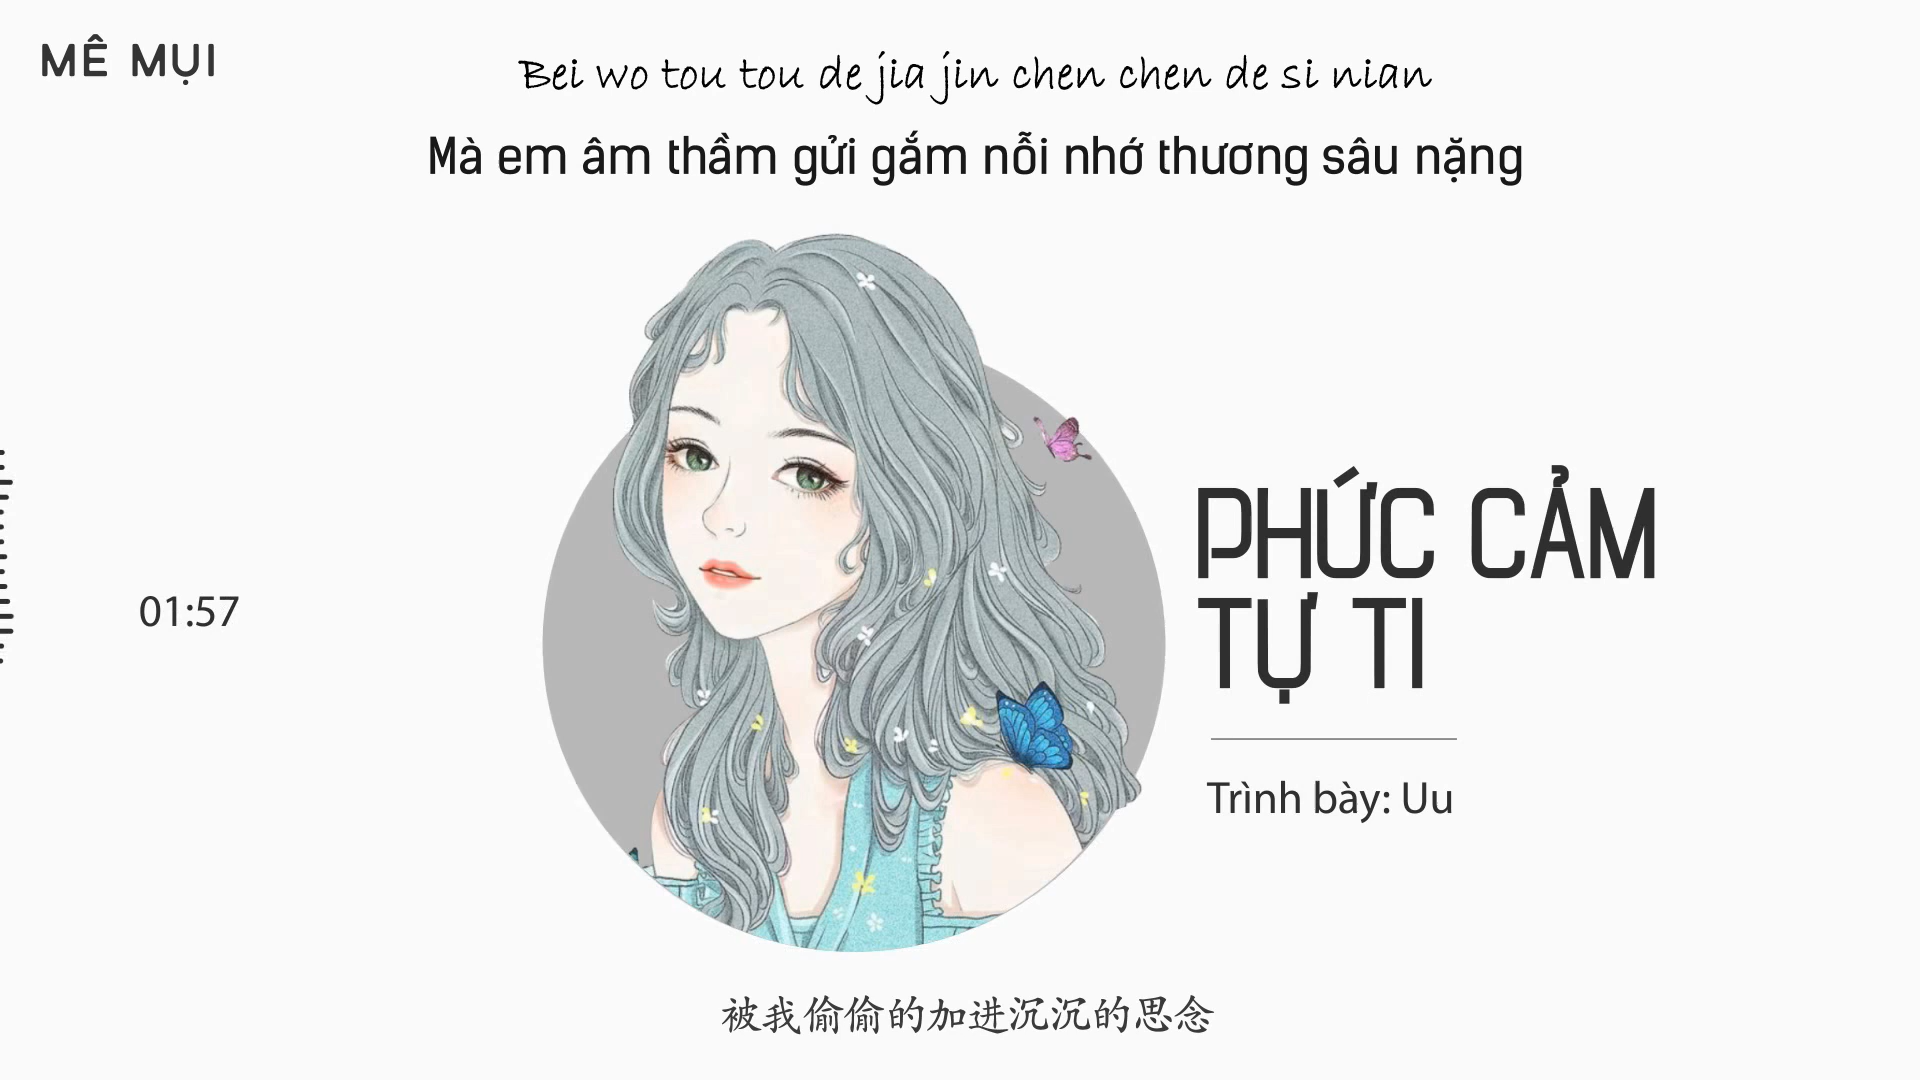 MÊ MỤI
Bei wo tou tou de jia jin chen chen de si nian
Mà em âm thầm gửi gắm nỗi nhớ thương sâu nặng
01:57
PHỨC CẢM
TỰ TI
Trình bày: Uu
被我偷偷的加进沉沉的思念